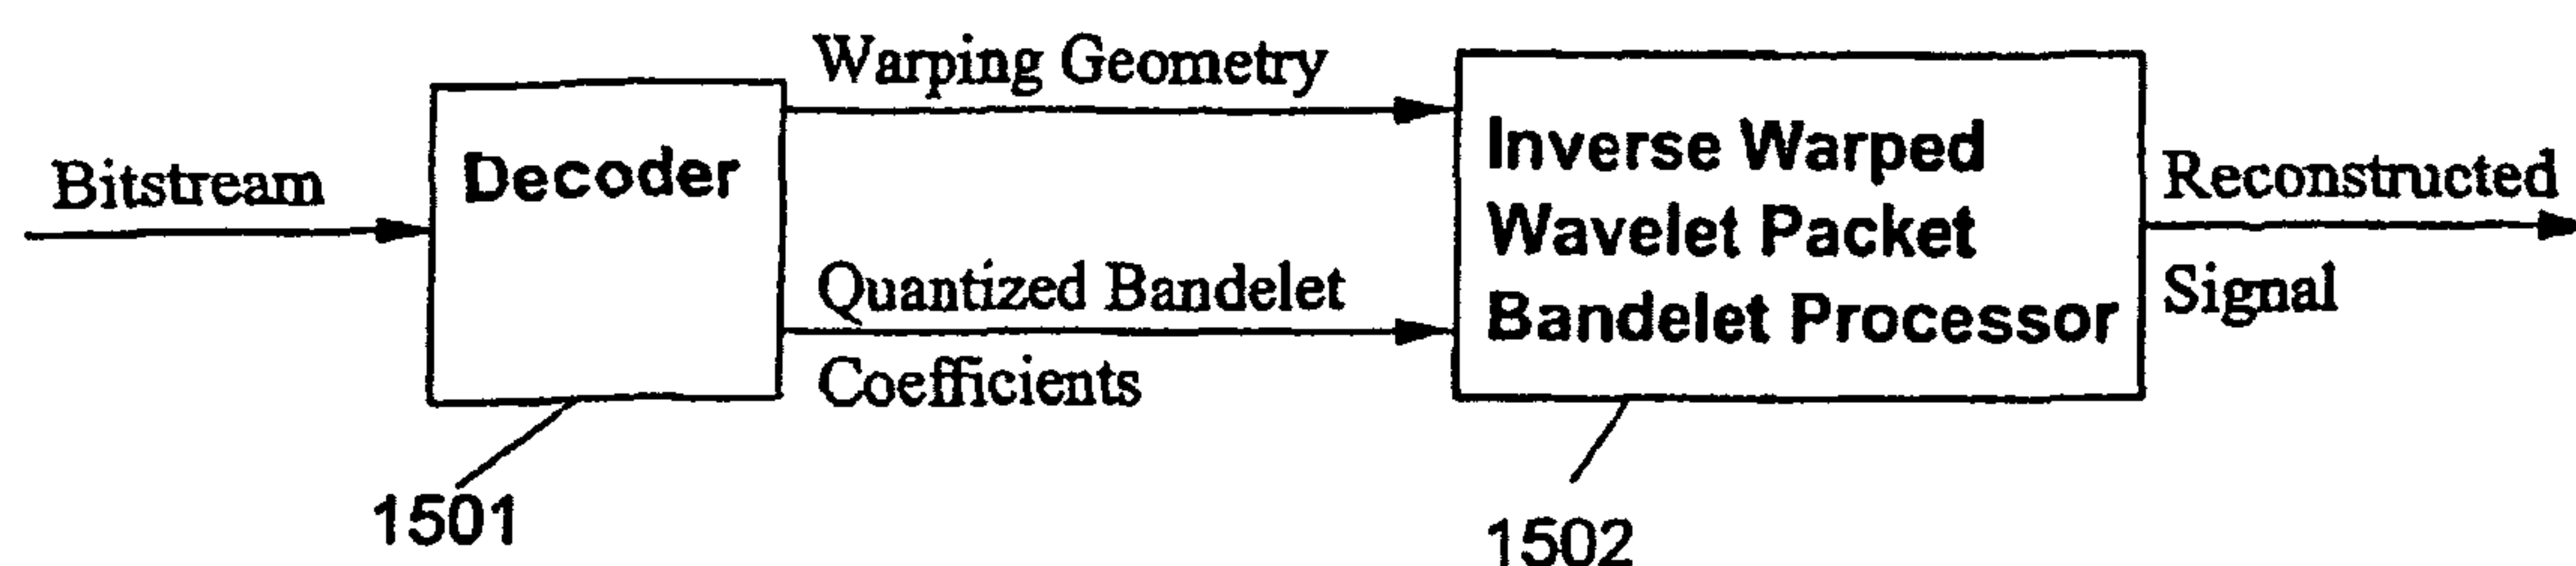 Bitstream
Decoder
1501
Warping Geometry
Quantized Bandelet
Coefficients
Inverse Warped
Wavelet Packet
Bandelet Processor
1502
Reconstructed
Signal